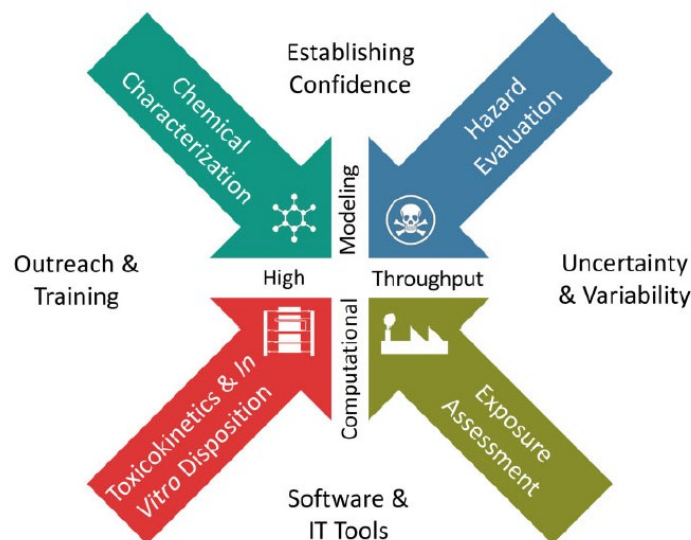 Establishing
Confidence
Chemical
Characterization
Hazard
Evaluation
Modeling
Outreach &
Training
High
Throughput
Uncertainty
& Variability
Computational
Toxicokinetics & In
Vitro Disposition
Exposure
Assessment
Software &
IT Tools